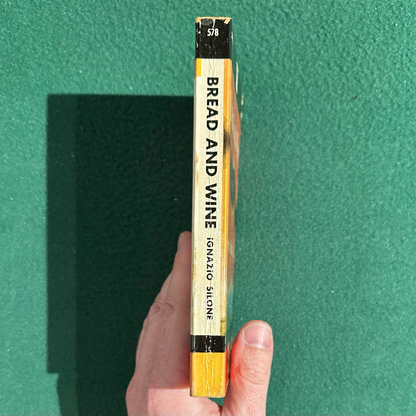 578
BREAD AND WINE
iGNAZiO SiLONE